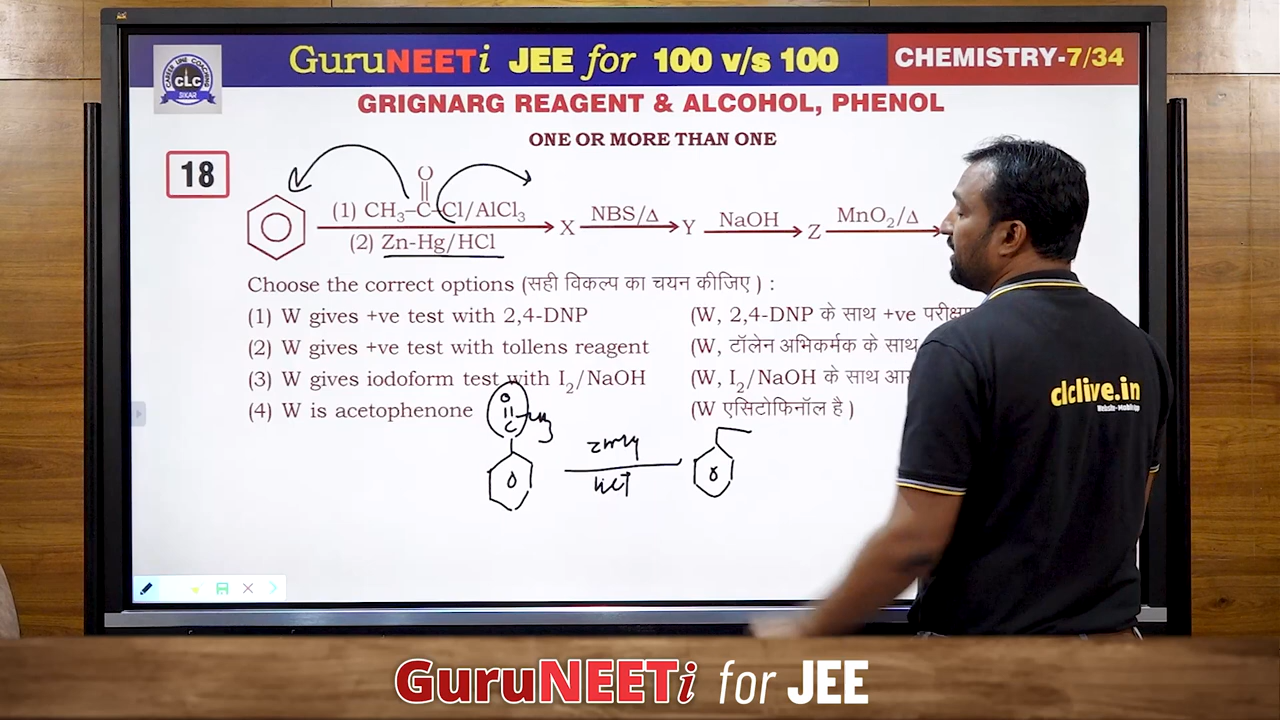 GuruNEETi JEE for 100 v/s 100
CHEMISTRY-7/34
CLC
SIKAR
GRIGNARG REAGENT & ALCOHOL, PHENOL
ONE OR MORE THAN ONE
18
O
(1) CH₃–C–Cl/AlCl₃
(2) Zn-Hg/HCl
X NBS/Δ Y NaOH Z MnO₂/Δ
Choose the correct options (सही विकल्प का चयन कीजिए ) :
(1) W gives +ve test with 2,4-DNP (W, 2,4-DNP के साथ +ve
(2) W gives +ve test with tollens reagent (W, टॉलेन अभिकर्मक के साथ
(3) W gives iodoform test with I₂/NaOH (W, I₂/NaOH के साथ
(4) W is acetophenone (W एसिटोफिनॉल है )
O
C
HCl
clclive.in
GuruNEETi for JEE